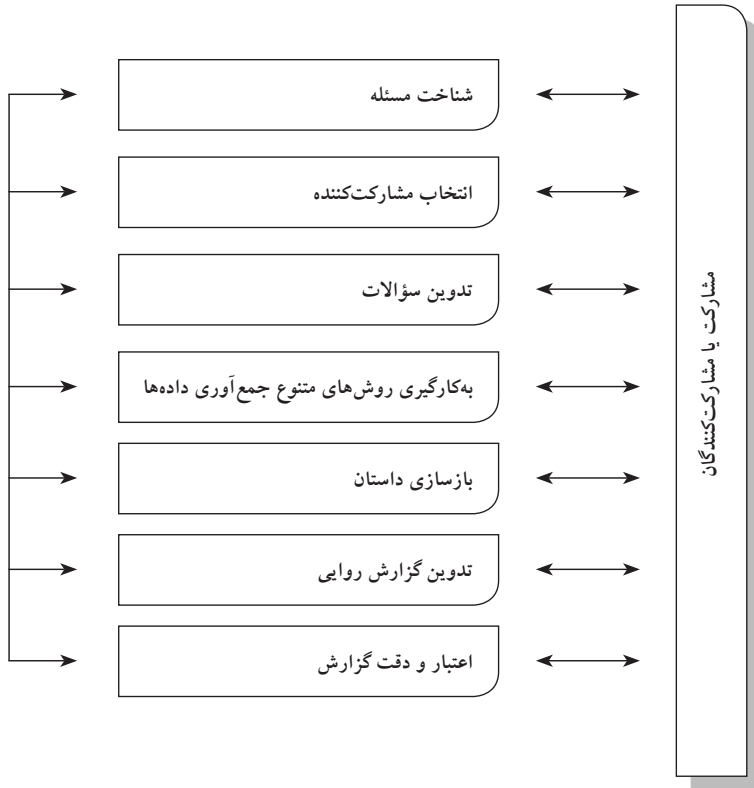 شناخت مسئله
انتخاب مشارکت‌کننده
تدوین سؤالات
به‌کارگیری روش‌های متنوع جمع‌آوری داده‌ها
بازسازی داستان
تدوین گزارش روایی
اعتبار و دقت گزارش
مشارکت یا مشارکت‌کنندگان